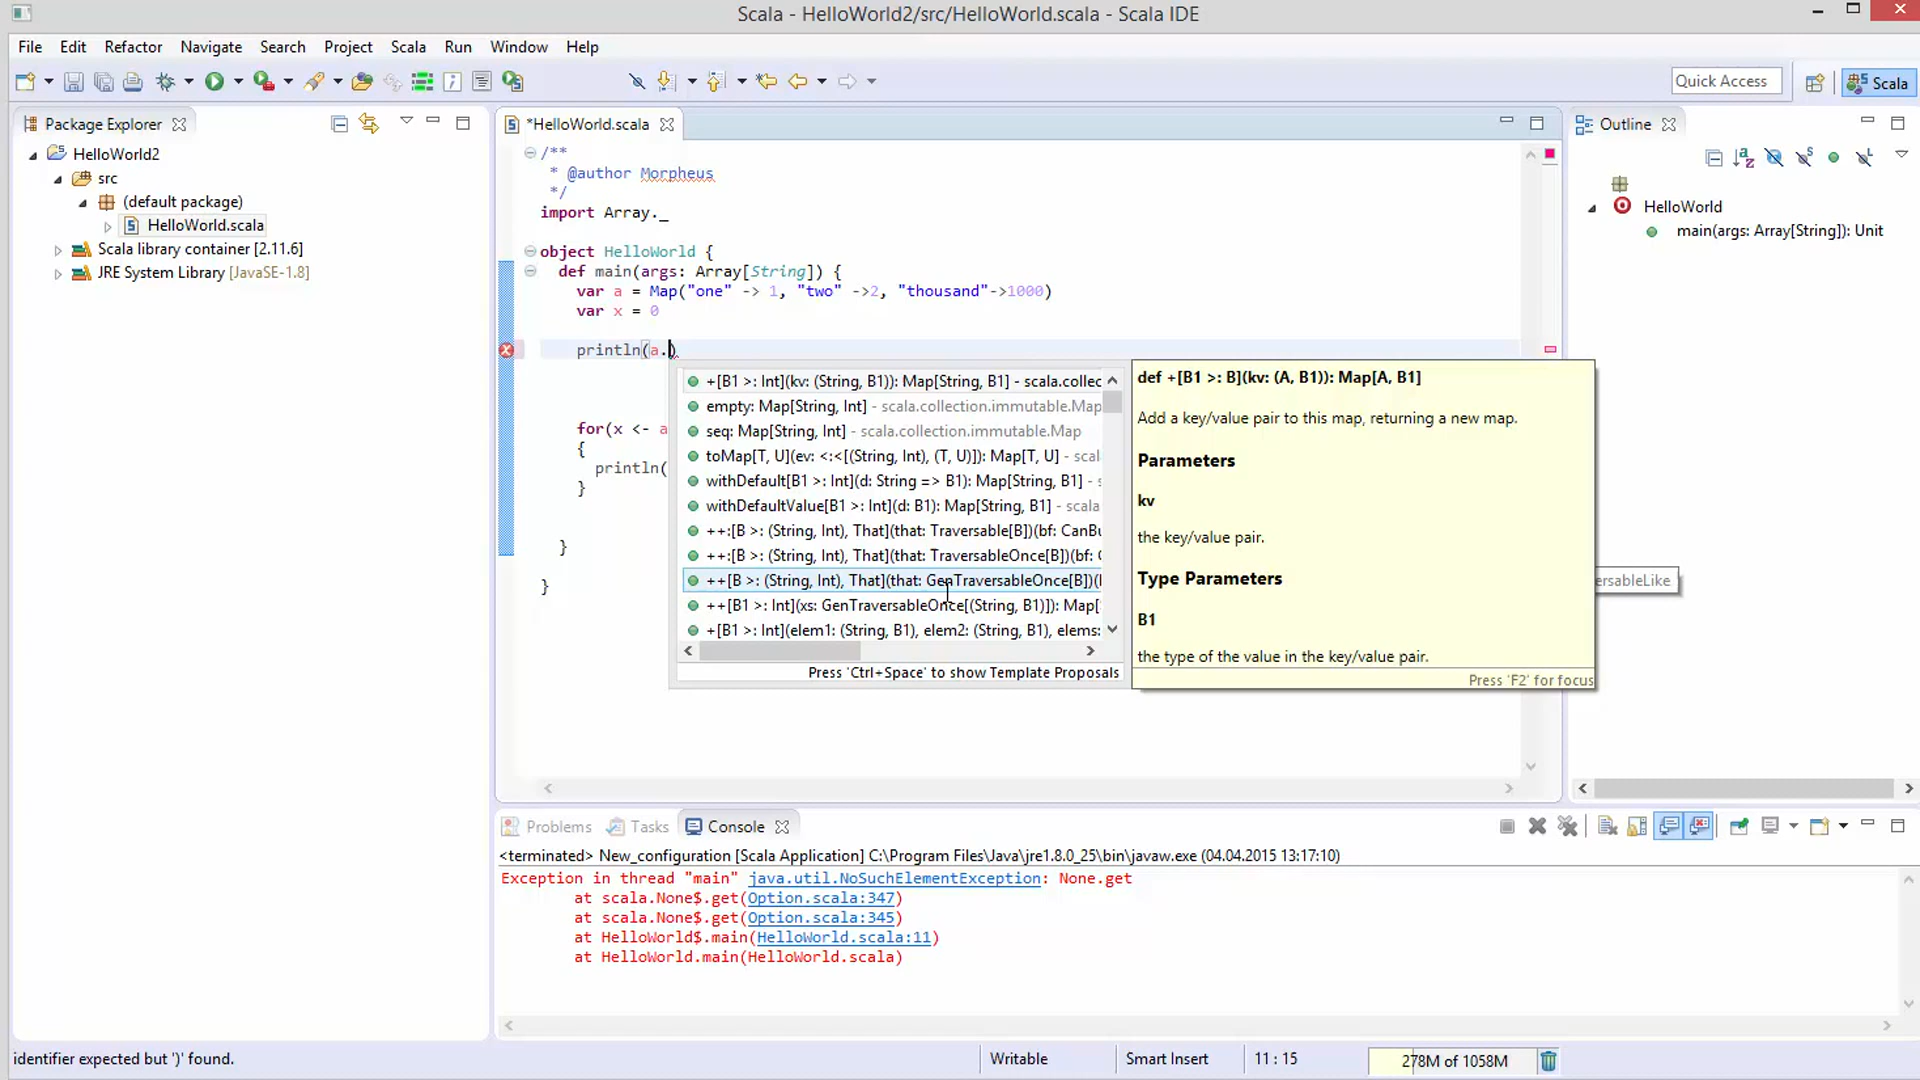 Scala - HelloWorld2/src/HelloWorld.scala - Scala IDE
File Edit Refactor Navigate Search Project Scala Run Window Help
Quick Access
Scala
Package Explorer
HelloWorld2
src
(default package)
HelloWorld.scala
Scala library container [2.11.6]
JRE System Library [JavaSE-1.8]
*HelloWorld.scala
/**
* @author Morpheus
*/
import Array._
object HelloWorld {
def main(args: Array[String]) {
var a = Map("one" -> 1, "two" ->2, "thousand"->1000)
var x = 0
println(a.)
for(x <- a
{
println(
}
}
}
+[B1 >: Int](kv: (String, B1)): Map[String, B1] - scala.collec
empty: Map[String, Int] - scala.collection.immutable.Map
seq: Map[String, Int] - scala.collection.immutable.Map
toMap[T, U](ev: <:<[(String, Int), (T, U)]): Map[T, U] - scal
withDefault[B1 >: Int](d: String => B1): Map[String, B1] - s
withDefaultValue[B1 >: Int](d: B1): Map[String, B1] - scala
++:[B >: (String, Int), That](that: Traversable[B])(bf: CanBu
++:[B >: (String, Int), That](that: TraversableOnce[B])(bf: C
++[B >: (String, Int), That](that: GenTraversableOnce[B])(
++[B1 >: Int](xs: GenTraversableOnce[(String, B1)]): Map[
+[B1 >: Int](elem1: (String, B1), elem2: (String, B1), elems:
Press 'Ctrl+Space' to show Template Proposals
def +[B1 >: B](kv: (A, B1)): Map[A, B1]
Add a key/value pair to this map, returning a new map.
Parameters
kv
the key/value pair.
Type Parameters
B1
the type of the value in the key/value pair.
Press 'F2' for focus
ersableLike
Outline
HelloWorld
main(args: Array[String]): Unit
Problems Tasks Console
<terminated> New_configuration [Scala Application] C:\Program Files\Java\jre1.8.0_25\bin\javaw.exe (04.04.2015 13:17:10)
Exception in thread "main" java.util.NoSuchElementException: None.get
at scala.None$.get(Option.scala:347)
at scala.None$.get(Option.scala:345)
at HelloWorld$.main(HelloWorld.scala:11)
at HelloWorld.main(HelloWorld.scala)
identifier expected but ')' found.
Writable
Smart Insert
11 : 15
278M of 1058M